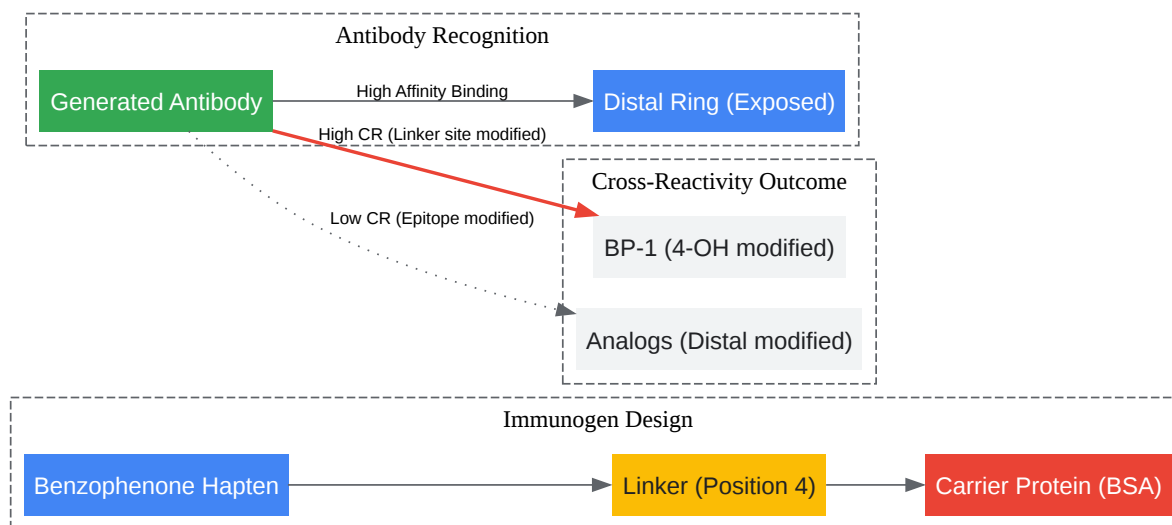 Antibody Recognition
Generated Antibody
High Affinity Binding
Distal Ring (Exposed)
High CR (Linker site modified)
Cross-Reactivity Outcome
Low CR (Epitope modified)
BP-1 (4-OH modified)
Analogs (Distal modified)
Immunogen Design
Benzophenone Hapten
Linker (Position 4)
Carrier Protein (BSA)